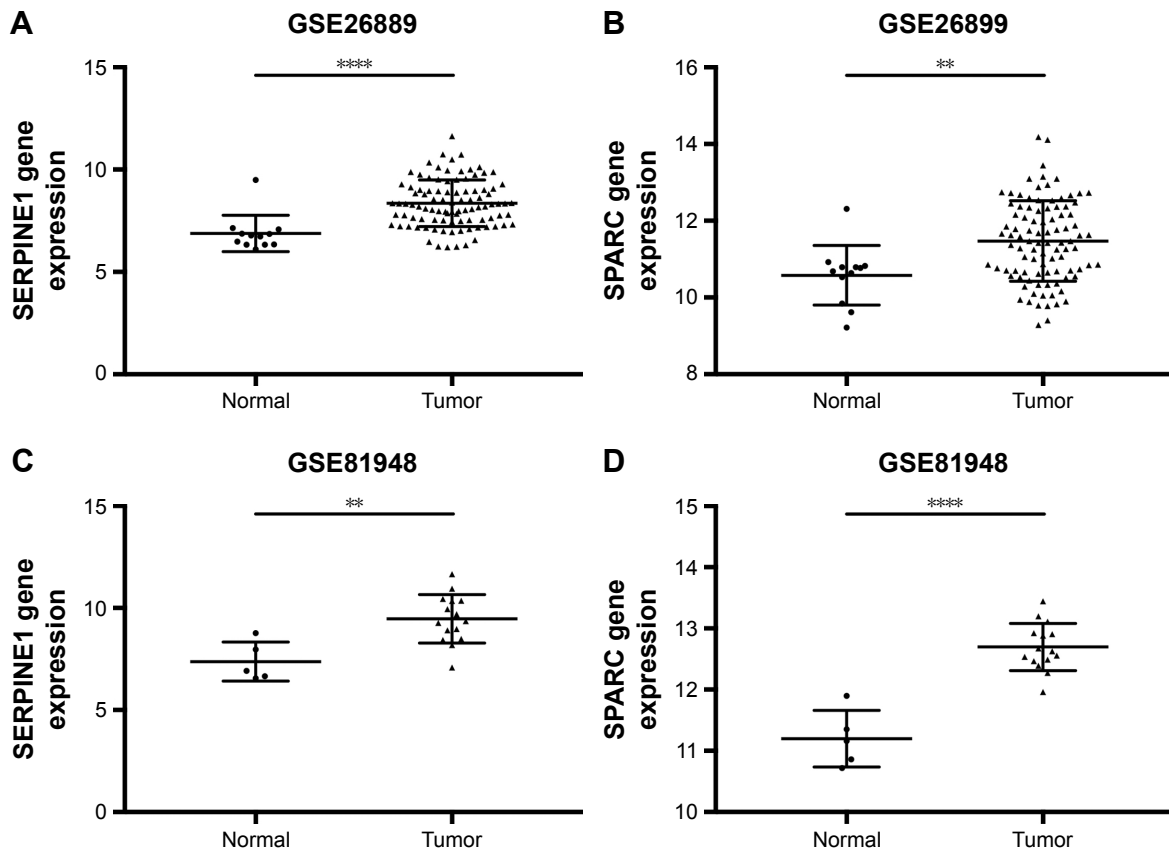 A
GSE26889
****
SERPINE1 gene
expression
15
10
5
0
Normal
Tumor
B
GSE26899
**
SPARC gene
expression
16
14
12
10
8
Normal
Tumor
C
GSE81948
**
SERPINE1 gene
expression
15
10
5
0
Normal
Tumor
D
GSE81948
****
SPARC gene
expression
15
14
13
12
11
10
Normal
Tumor